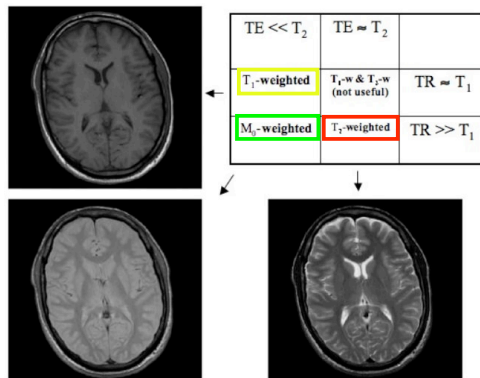 TE << T₂ TE ≈ T₂
T₁-weighted T₁-w & T₂-w TR ≈ T₁
(not useful)
M₀-weighted T₂-weighted TR >> T₁